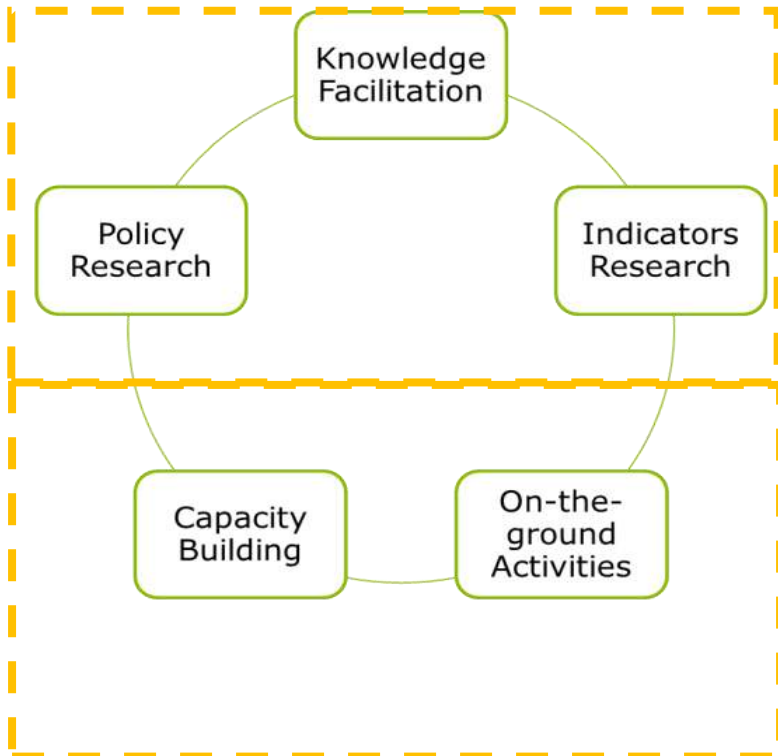 Knowledge
Facilitation
Policy
Research
Indicators
Research
Capacity
Building
On-the-
ground
Activities